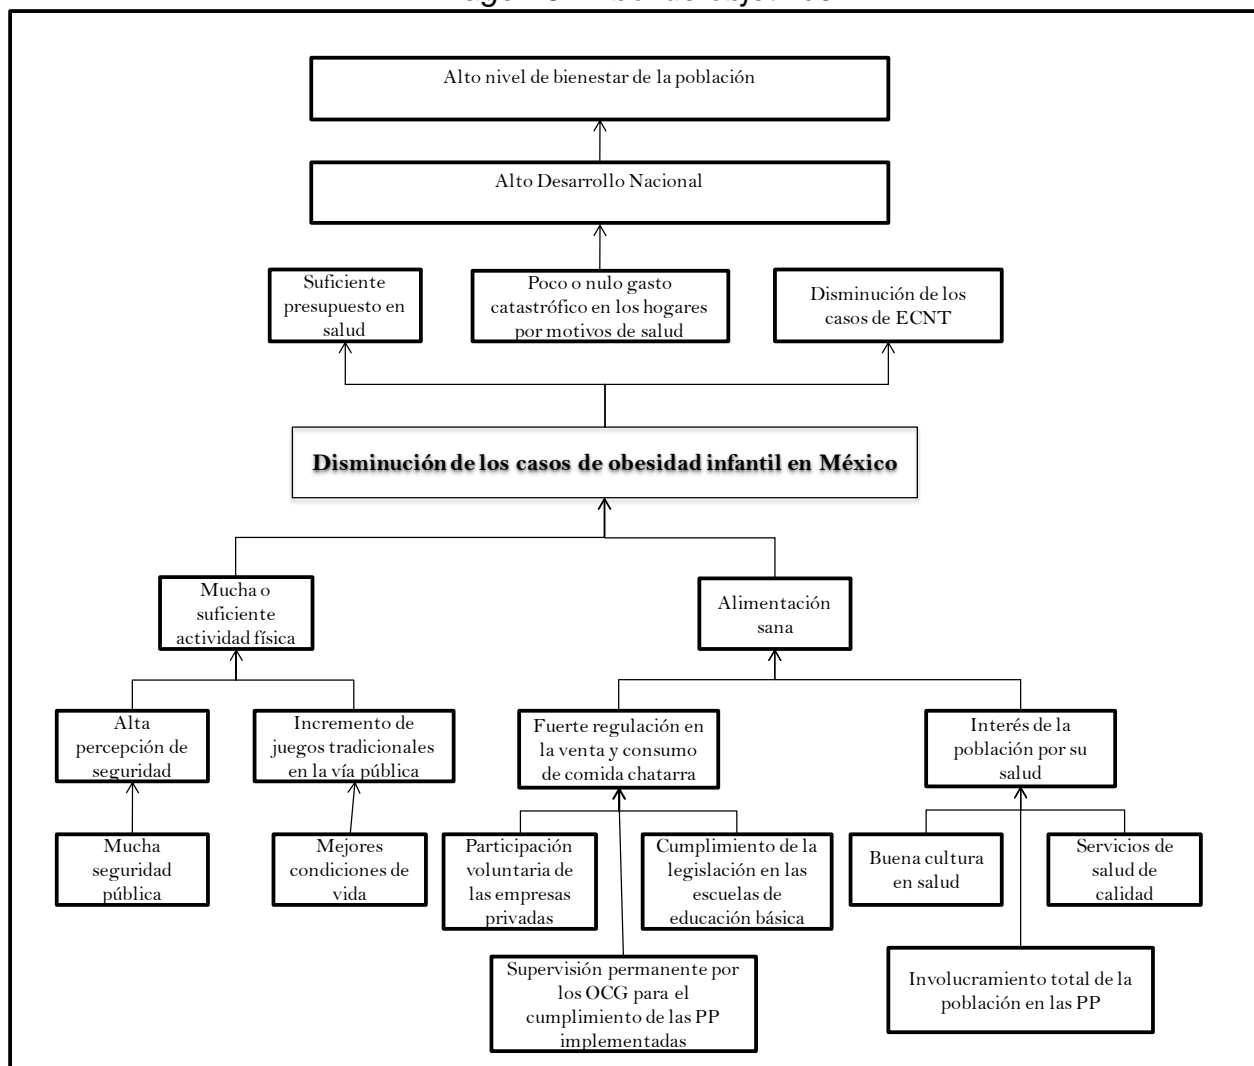 Alto nivel de bienestar de la población
Alto Desarrollo Nacional
Suficiente
presupuesto en
salud
Poco o nulo gasto
catastrófico en los hogares
por motivos de salud
Disminución de los
casos de ECNT
Disminución de los casos de obesidad infantil en México
Mucha o
suficiente
actividad física
Alimentación
sana
Alta
percepción de
seguridad
Incremento de
juegos tradicionales
en la vía pública
Fuerte regulación en
la venta y consumo
de comida chatarra
Interés de la
población por su
salud
Mucha
seguridad
pública
Mejores
condiciones de
vida
Participación
voluntaria de
las empresas
privadas
Cumplimiento de la
legislación en las
escuelas de
educación básica
Buena cultura
en salud
Servicios de
salud de
calidad
Supervisión permanente por
los OCG para el
cumplimiento de las PP
implementadas
Involucramiento total de la
población en las PP